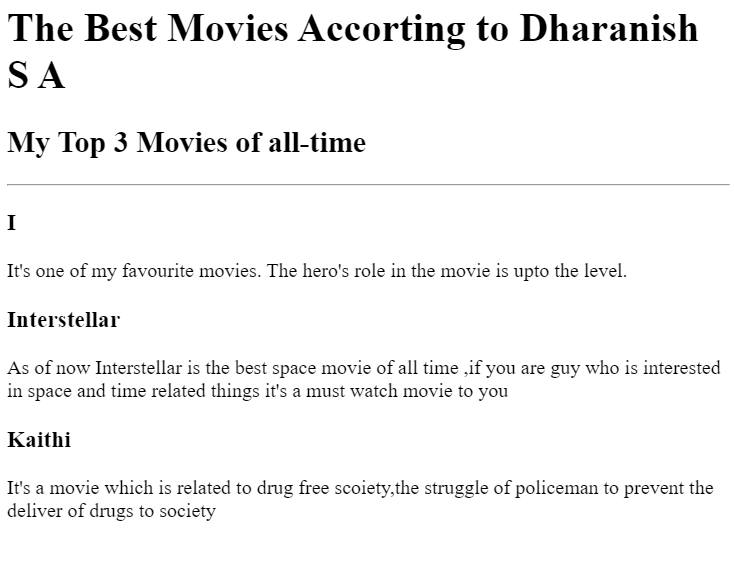 The Best Movies Accorting to Dharanish
S A
My Top 3 Movies of all-time
I
It's one of my favourite movies. The hero's role in the movie is upto the level.
Interstellar
As of now Interstellar is the best space movie of all time ,if you are guy who is interested
in space and time related things it's a must watch movie to you
Kaithi
It's a movie which is related to drug free scoiety,the struggle of policeman to prevent the
deliver of drugs to society